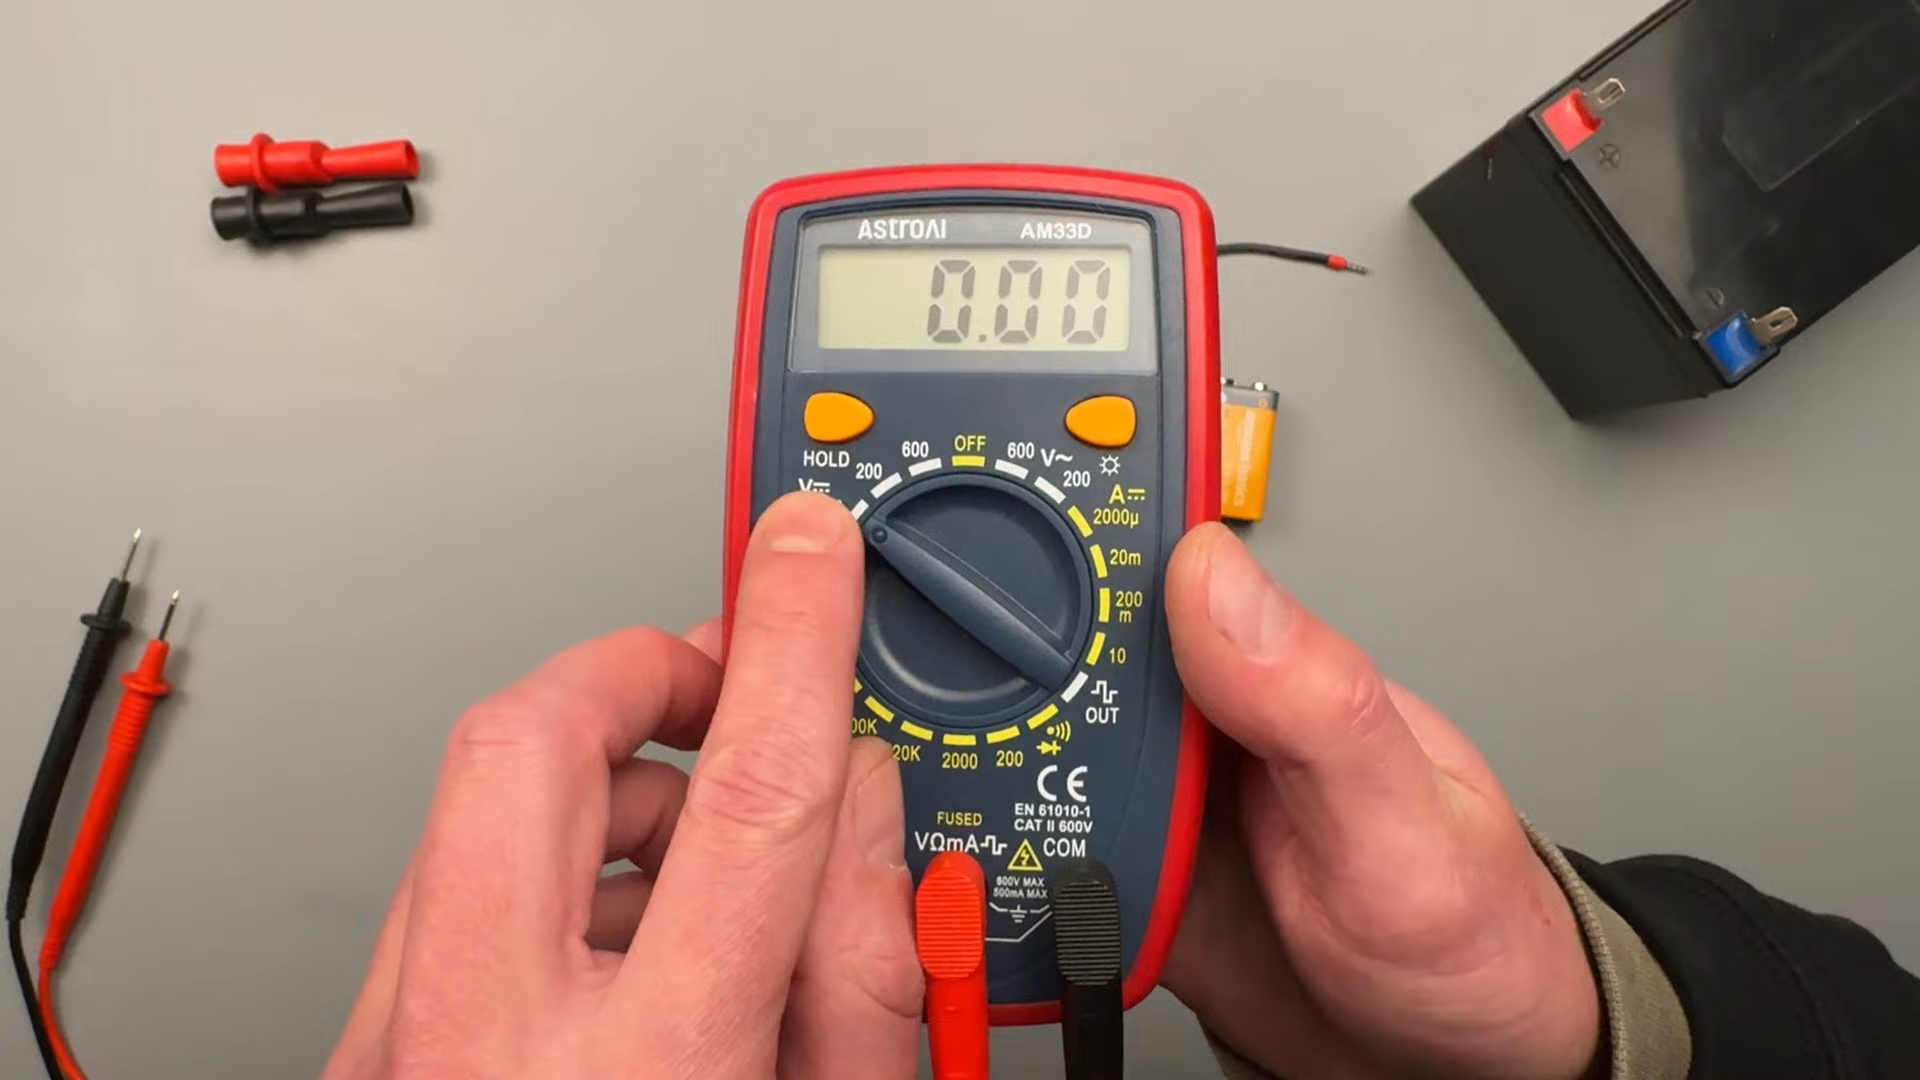 ASTROAI AM33D
0.00
HOLD
V⎓
200
600
OFF
600
V~
200
A⎓
2000µ
20m
200
m
10
OUT
200
2000
20K
CE
EN 61010-1
CAT II 600V
FUSED
VΩmA
COM
600V MAX
500mA MAX